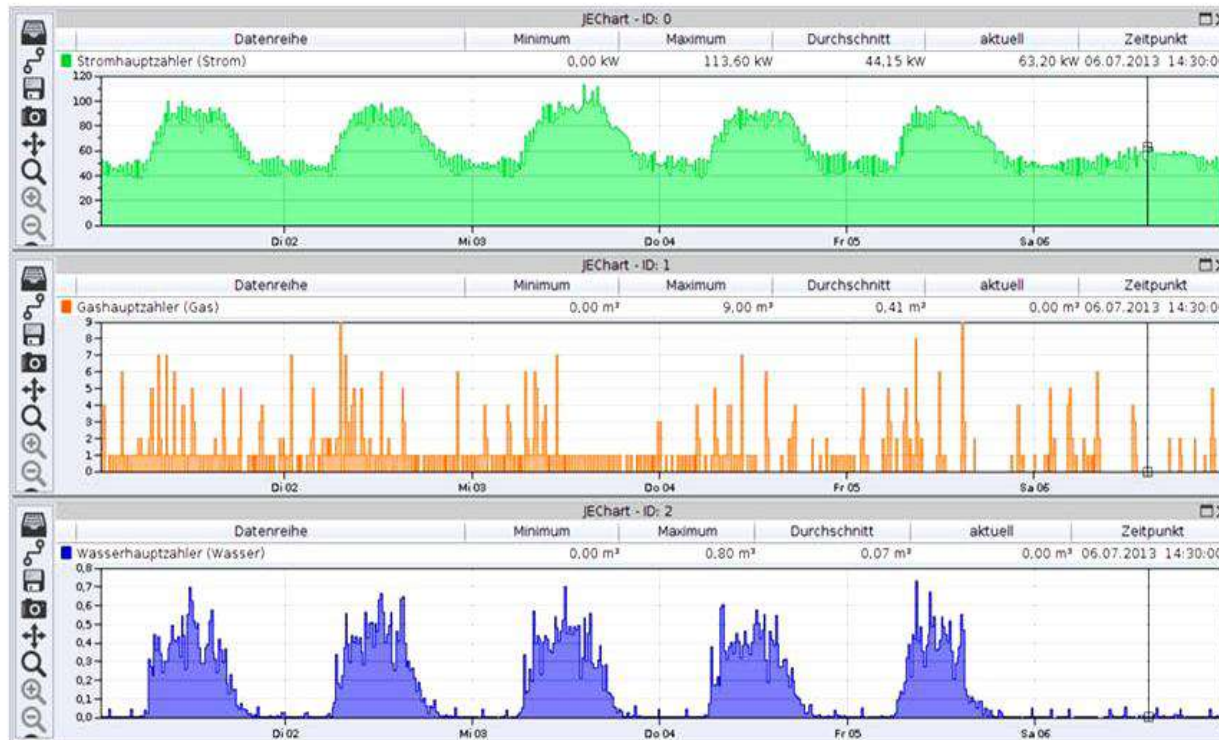 JEChart - ID: 0
Datenreihe Minimum Maximum Durchschnitt aktuell Zeitpunkt
Stromhauptzähler (Strom) 0,00 kW 113,60 kW 44,15 kW 63,20 kW 06.07.2013 14:30:00
120
100
80
60
40
20
0
Di 02 Mi 03 Do 04 Fr 05 Sa 06
JEChart - ID: 1
Datenreihe Minimum Maximum Durchschnitt aktuell Zeitpunkt
Gashauptzähler (Gas) 0,00 m³ 9,00 m³ 0,41 m³ 0,00 m³ 06.07.2013 14:30:00
9
8
7
6
5
4
3
2
1
0
Di 02 Mi 03 Do 04 Fr 05 Sa 06
JEChart - ID: 2
Datenreihe Minimum Maximum Durchschnitt aktuell Zeitpunkt
Wasserhauptzähler (Wasser) 0,00 m³ 0,80 m³ 0,07 m³ 0,00 m³ 06.07.2013 14:30:00
0,8
0,7
0,6
0,5
0,4
0,3
0,2
0,1
0,0
Di 02 Mi 03 Do 04 Fr 05 Sa 06